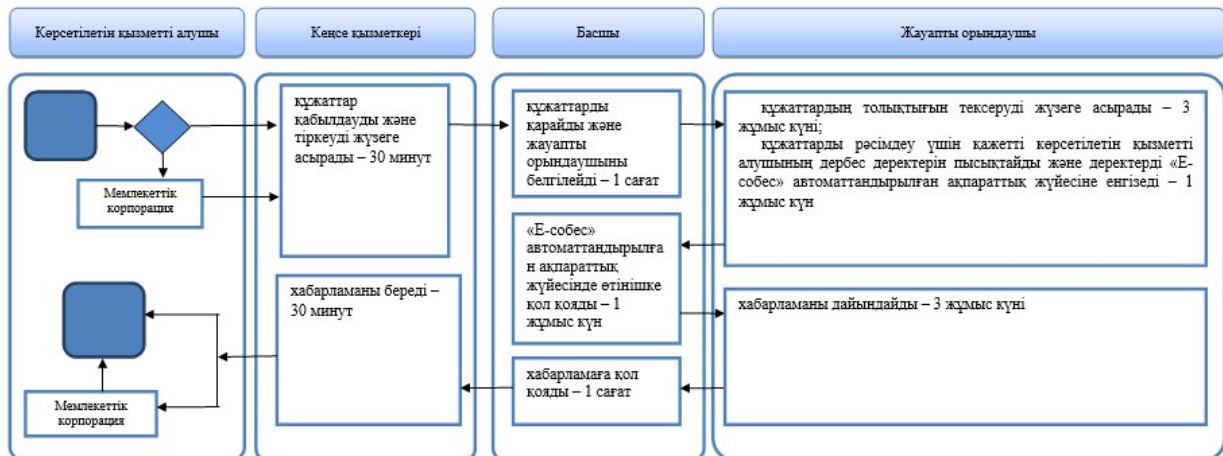 Көрсетілетін қызметті алушы
Кеңсе қызметкері
Басшы
Жауапты орындаушы
Мемлекеттік
корпорация
құжаттар
қабылдауды және
тіркеуді жүзеге
асырады – 30 минут
құжаттарды
қарайды және
жауапты
орындаушыны
белгілейді – 1 сағат
құжаттардың толықтығын тексеруді жүзеге асырады – 3
жұмыс күні;
құжаттарды рәсімдеу үшін қажетті көрсетілетін қызметті
алушының дербес деректерін пысықтайды және деректерді «Е-
собес» автоматтандырылған ақпараттық жүйесіне енгізеді – 1
жұмыс күн
«Е-собес»
автоматтандырылға
н ақпараттық
жүйесінде өтінішке
қол қояды – 1
жұмыс күн
хабарламаны дайындайды – 3 жұмыс күні
хабарламаға қол
қояды – 1 сағат
хабарламаны береді –
30 минут
Мемлекеттік
корпорация